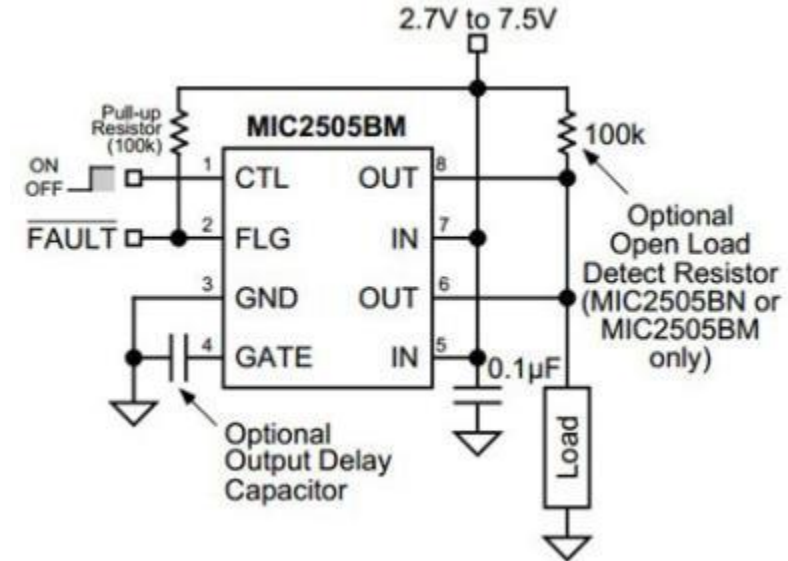 2.7V to 7.5V
Pull-up
Resistor
(100k)
MIC2505BM
100k
ON
OFF
1
CTL
OUT
8
FAULT
2
FLG
IN
7
3
GND
OUT
6
4
GATE
IN
5
0.1µF
Optional
Open Load
Detect Resistor
(MIC2505BN or
MIC2505BM
only)
Optional
Output Delay
Capacitor
Load